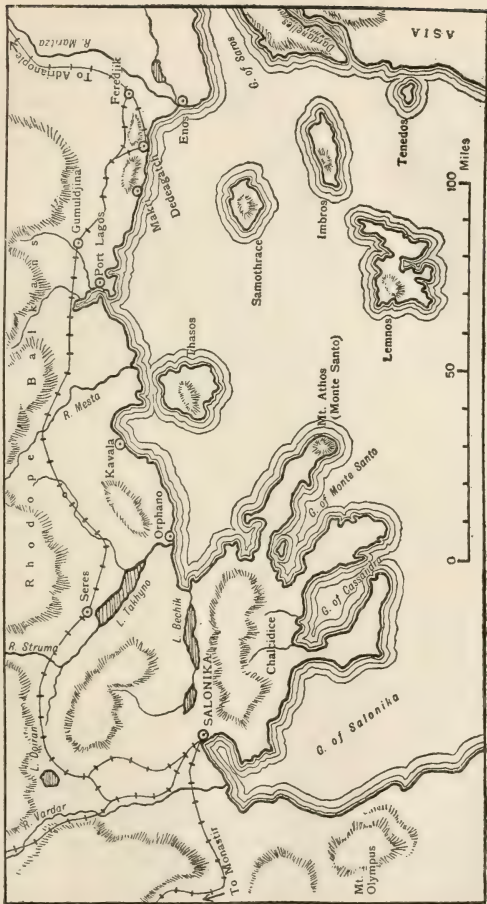 To Adrianople
R. Maritza
Feredjik
Enos
G. of Saros
Dardanelles
ASIA
Gumuldjina
Port Lagos
Makri
Dedeagatch
Samothrace
Imbros
Tenedos
Lemnos
100 Miles
50
0
Rhodope Balkans
R. Mesta
Kavala
Thasos
Mt. Athos
(Monte Santo)
G. of Monte Santo
Seres
Orphano
L. Takhyno
R. Struma
L. Bechik
G. of Cassandra
Chalcidice
L. Doiran
SALONIKA
G. of Salonika
R. Vardar
To Monastir
Mt.
Olympus